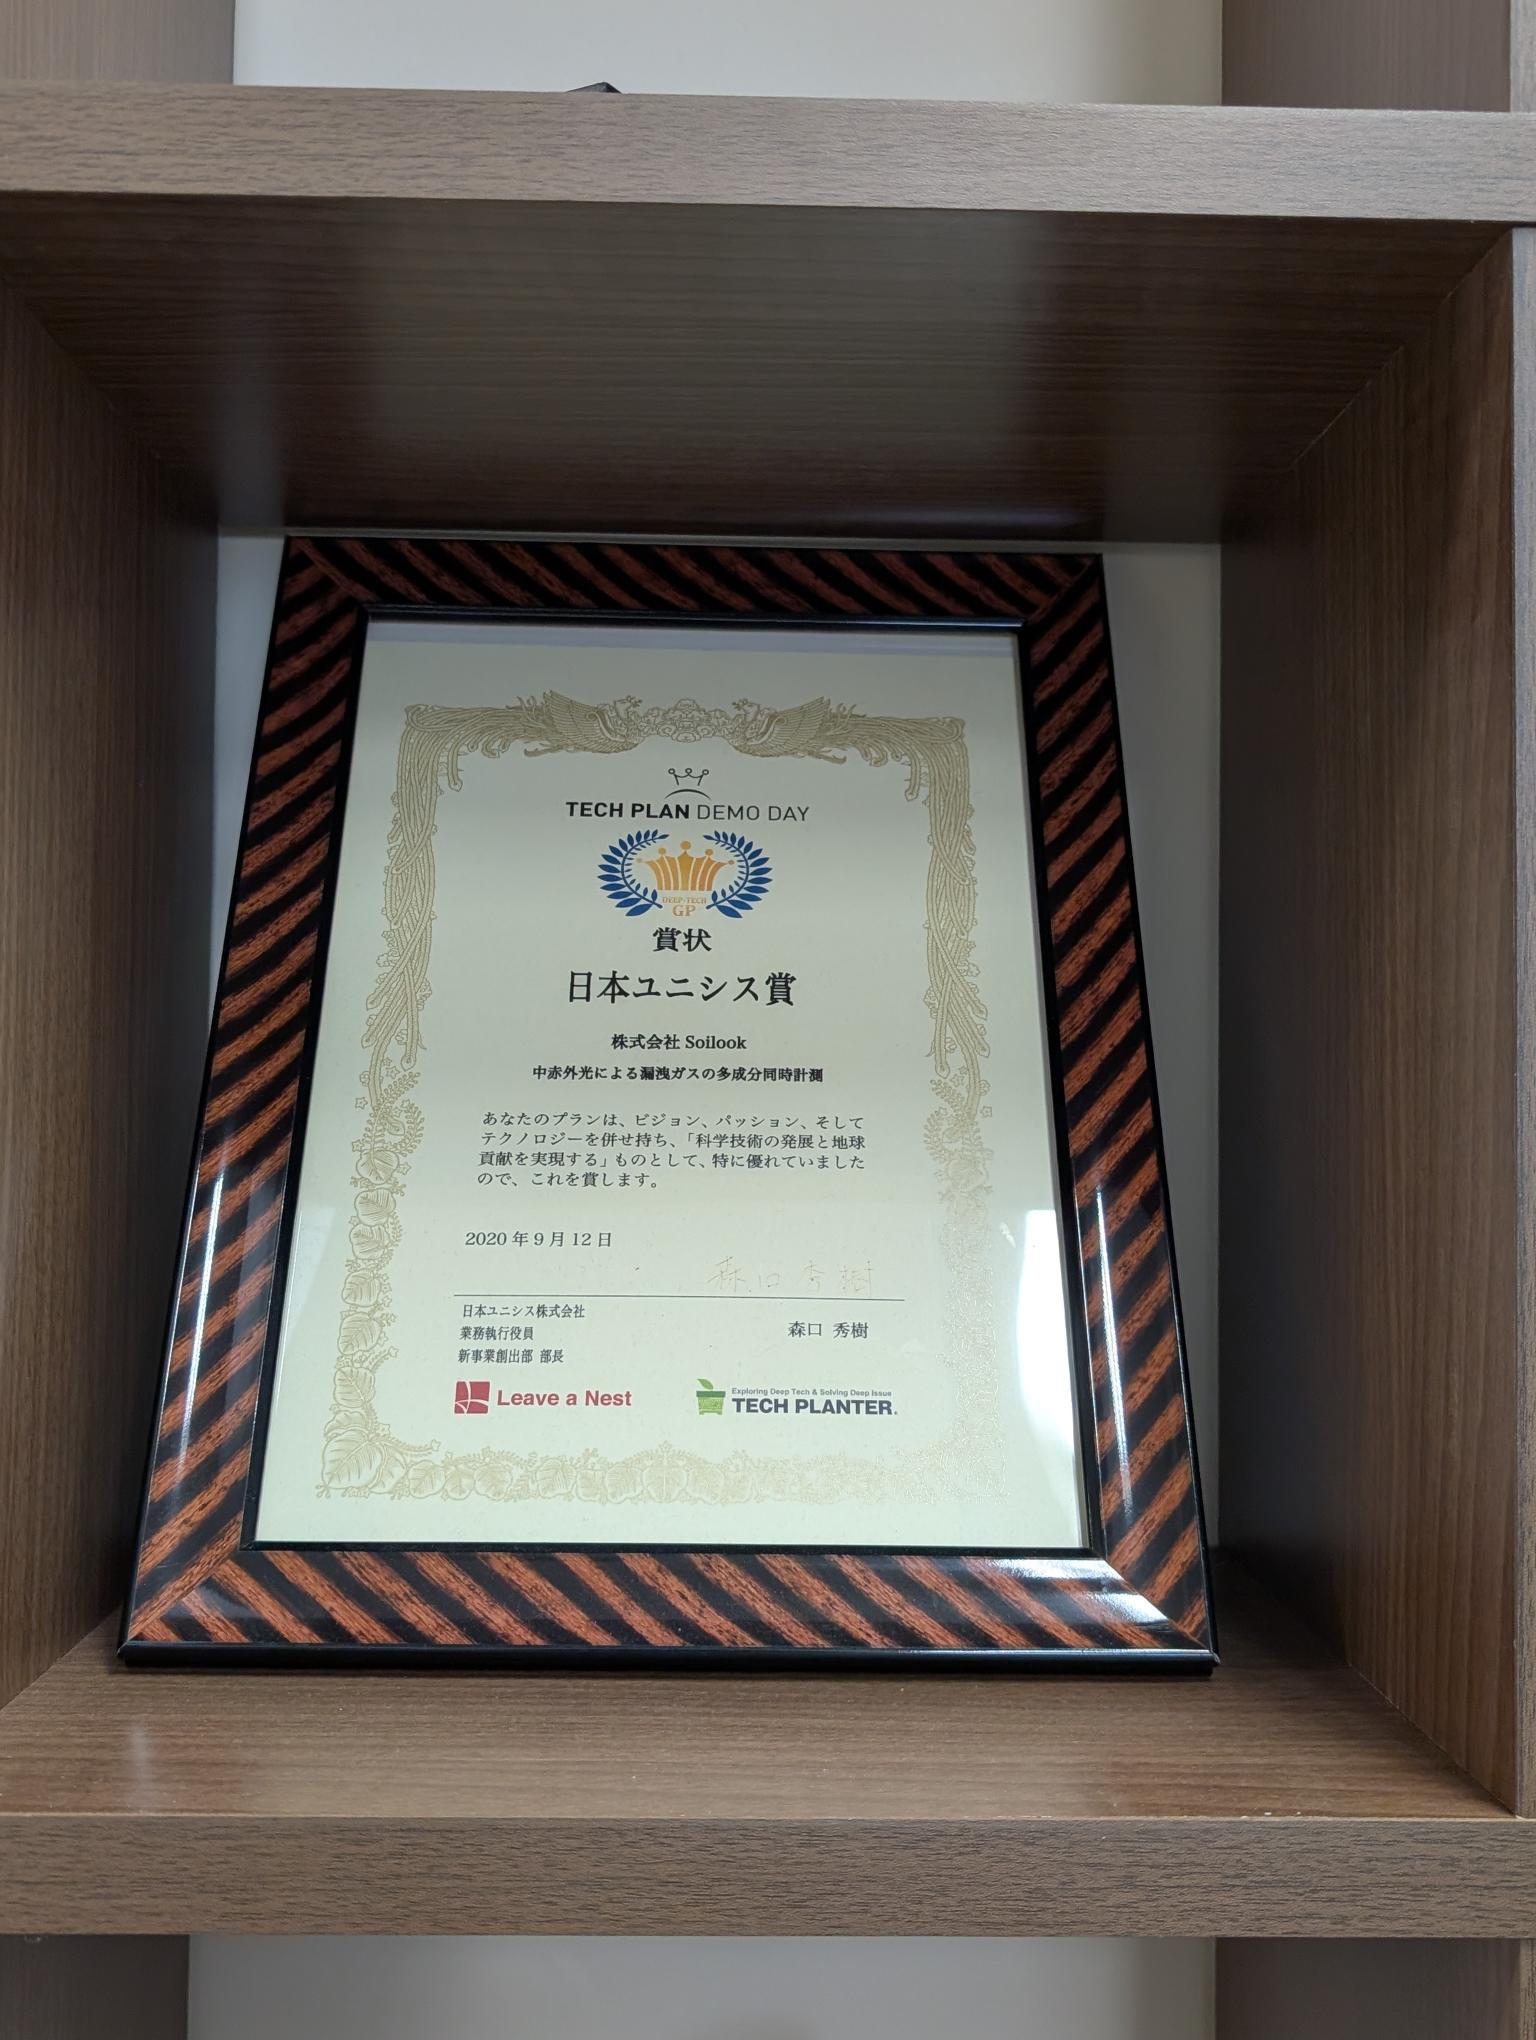 TECH PLAN DEMO DAY
DEEP-TECH
GP
賞状
日本ユニシス賞
株式会社 Soilook
中赤外光による漏洩ガスの多成分同時計測
あなたのプランは、ビジョン、パッション、そして
テクノロジーを併せ持ち、「科学技術の発展と地球
貢献を実現する」ものとして、特に優れていました
ので、これを賞します。
2020 年 9 月 12 日
森口 秀樹
日本ユニシス株式会社
業務執行役員
森口 秀樹
新事業創出部 部長
Leave a Nest
Exploring Deep Tech & Solving Deep Issue
TECH PLANTER.